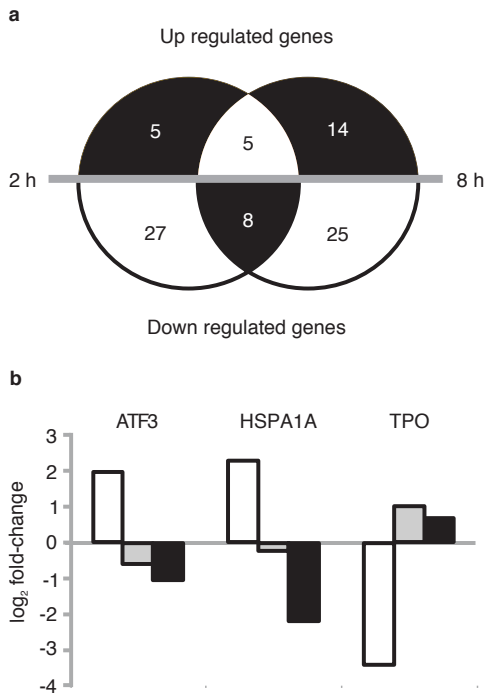 a
Up regulated genes
5
5
14
2 h
8 h
27
8
25
Down regulated genes
b
ATF3
HSPA1A
TPO
log₂ fold-change
3
2
1
0
-1
-2
-3
-4